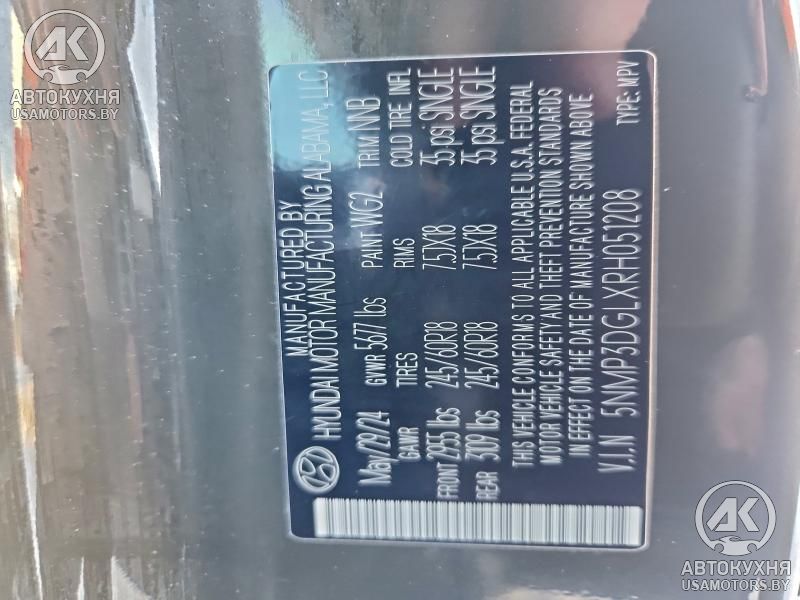 AK
АВТОКУХНЯ
USAMOTORS.BY
MANUFACTURED BY
HYUNDAI MOTOR MANUFACTURING ALABAMA, LLC
May/29/24 GVWR 5677 lbs PAINT WG2 TRIM NNB
GAWR TIRES RIMS COLD TIRE INFL
FRONT 2955 lbs 245/60R18 7.5JX18 35 psi SINGLE
REAR 3109 lbs 245/60R18 7.5JX18 35 psi SINGLE
THIS VEHICLE CONFORMS TO ALL APPLICABLE U.S.A. FEDERAL
MOTOR VEHICLE SAFETY AND THEFT PREVENTION STANDARDS
IN EFFECT ON THE DATE OF MANUFACTURE SHOWN ABOVE
V.I.N 5NMP3DGLXRH051208 TYPE: MPV
AK
АВТОКУХНЯ
USAMOTORS.BY